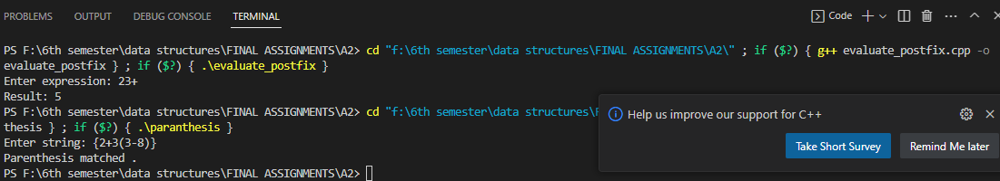 PROBLEMS OUTPUT DEBUG CONSOLE TERMINAL Code
PS F:\6th semester\data structures\FINAL ASSIGNMENTS\A2> cd "f:\6th semester\data structures\FINAL ASSIGNMENTS\A2\" ; if ($?) { g++ evaluate_postfix.cpp -o
evaluate_postfix } ; if ($?) { .\evaluate_postfix }
Enter expression: 23+
Result: 5
PS F:\6th semester\data structures\FINAL ASSIGNMENTS\A2> cd "f:\6th semester\data structures\
thesis } ; if ($?) { .\paranthesis }
Enter string: {2+3(3-8)}
Parenthesis matched .
PS F:\6th semester\data structures\FINAL ASSIGNMENTS\A2>
Help us improve our support for C++
Take Short Survey
Remind Me later